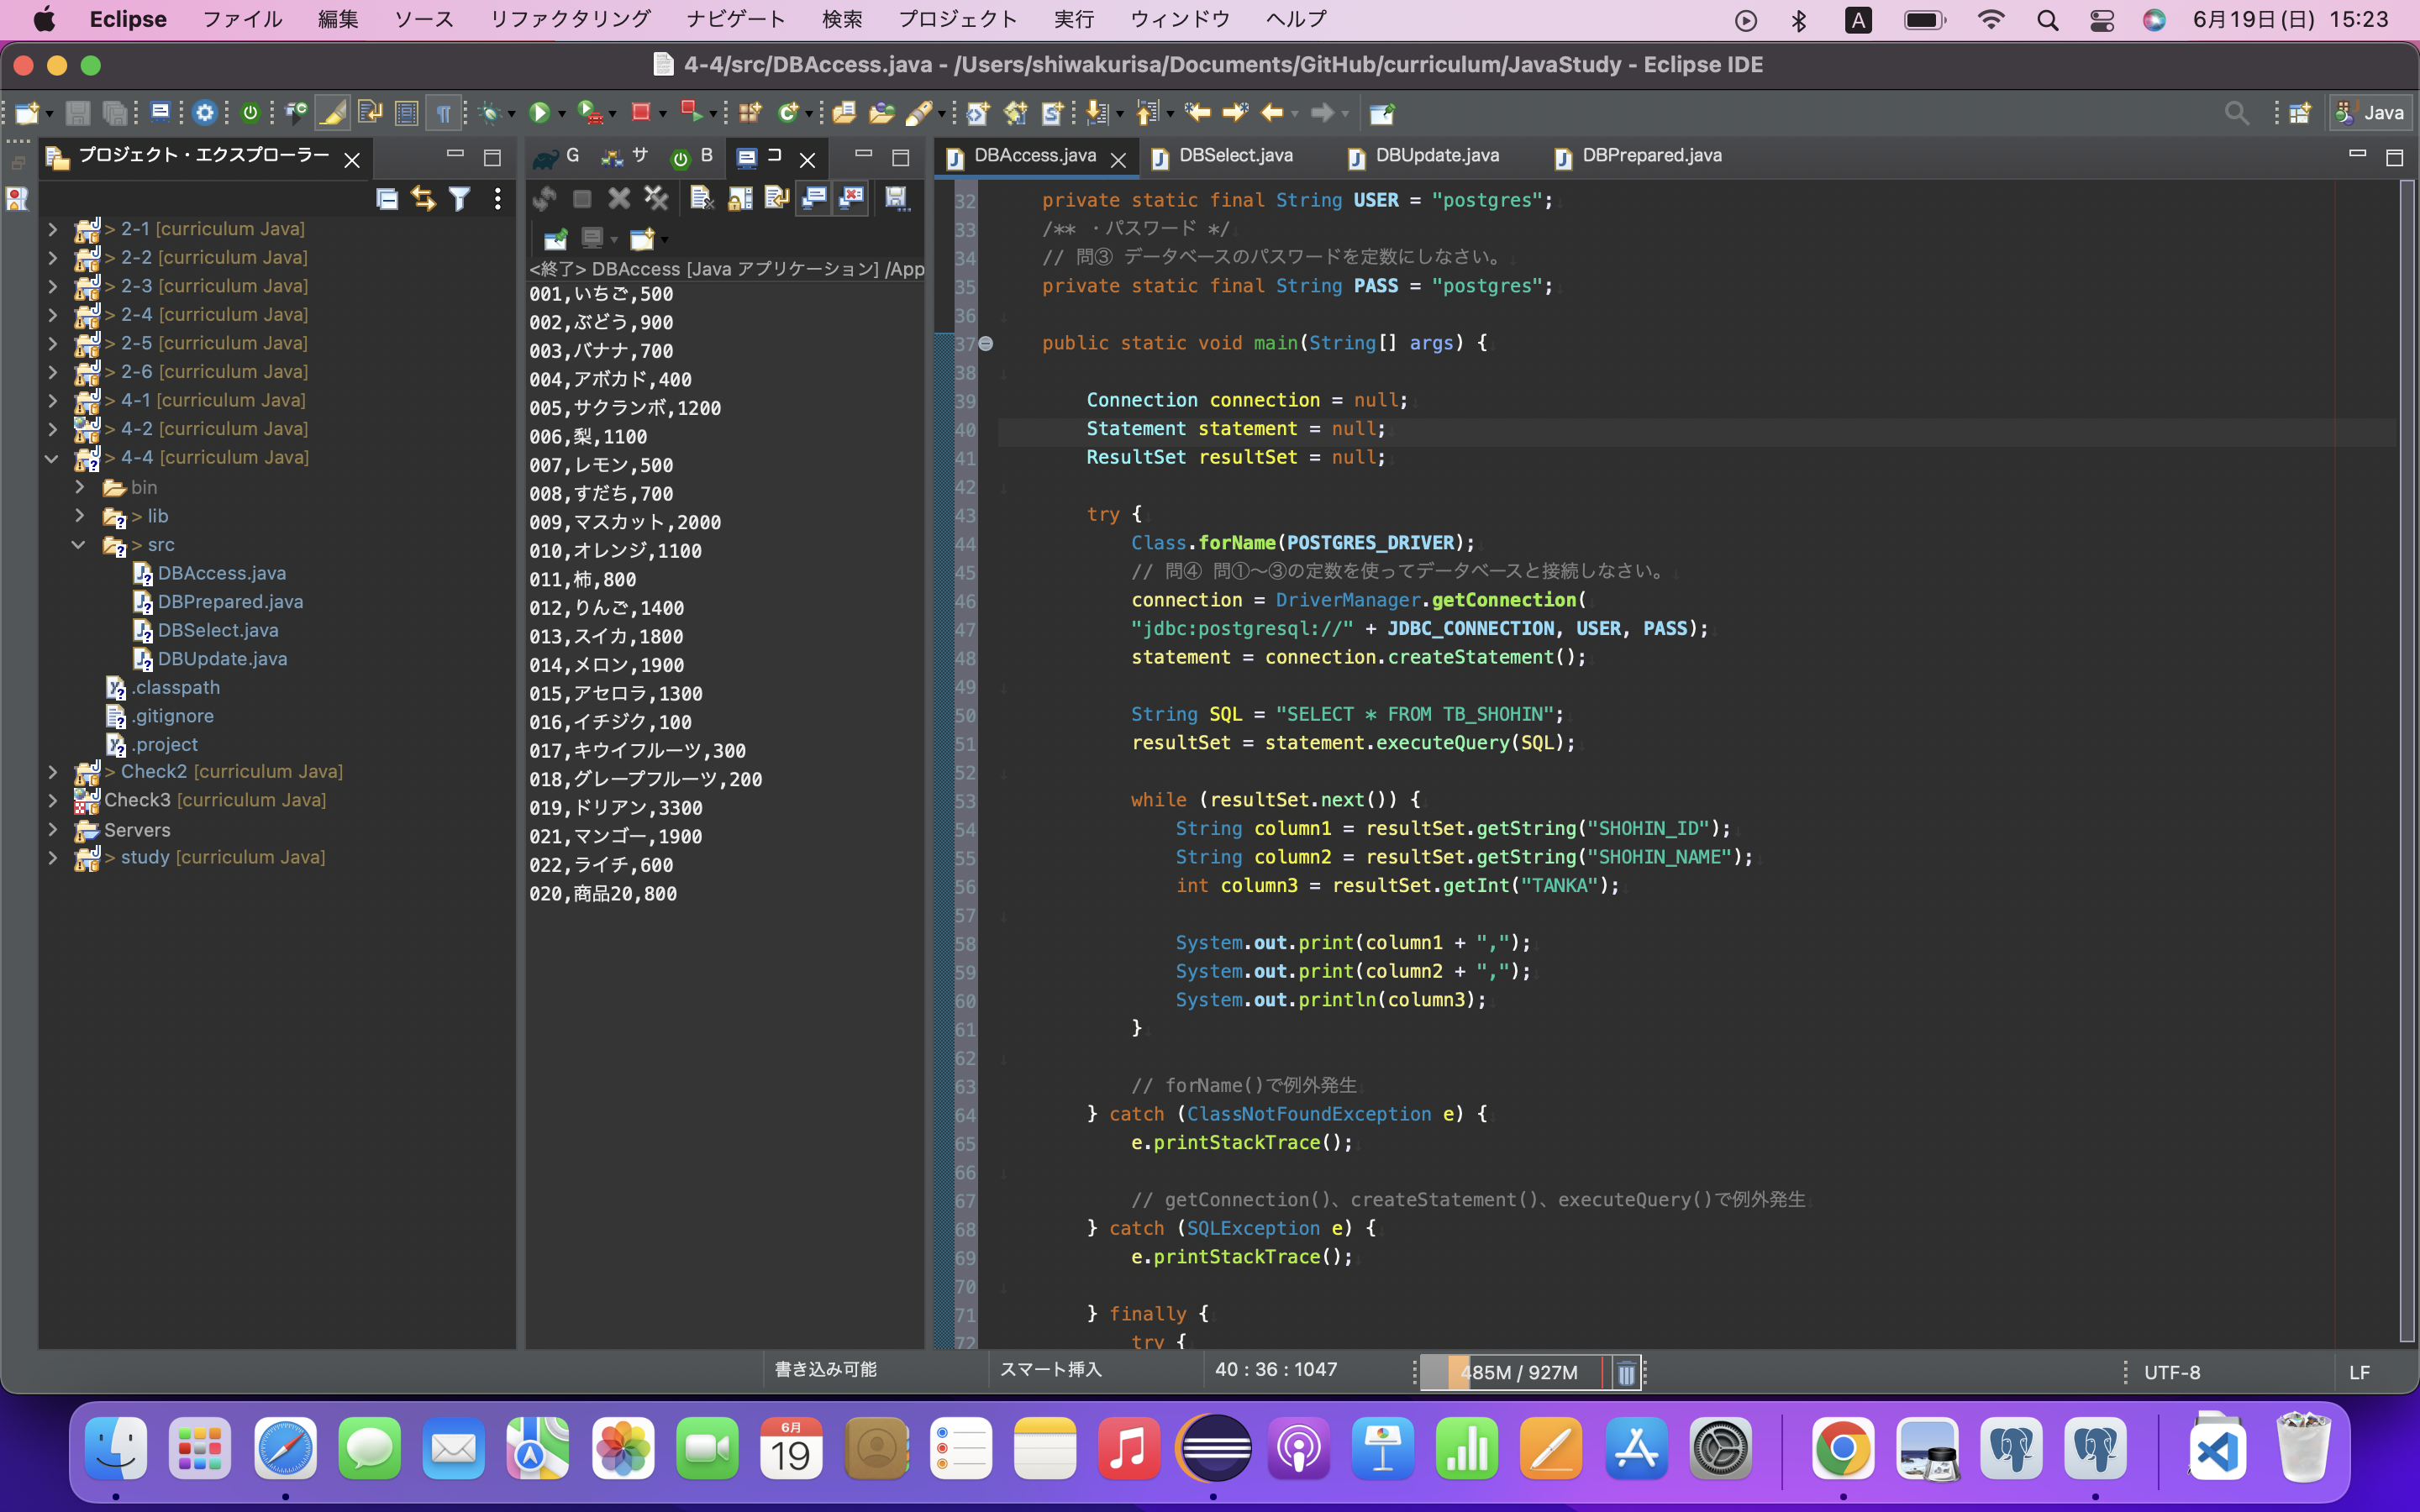 Eclipse ファイル 編集 ソース リファクタリング ナビゲート 検索 プロジェクト 実行 ウィンドウ ヘルプ A 6月19日(日) 15:23
4-4/src/DBAccess.java - /Users/shiwakurisa/Documents/GitHub/curriculum/JavaStudy - Eclipse IDE
Java
プロジェクト・エクスプローラー
> 2-1 [curriculum Java]
> 2-2 [curriculum Java]
> 2-3 [curriculum Java]
> 2-4 [curriculum Java]
> 2-5 [curriculum Java]
> 2-6 [curriculum Java]
> 4-1 [curriculum Java]
> 4-2 [curriculum Java]
> 4-4 [curriculum Java]
bin
> lib
> src
DBAccess.java
DBPrepared.java
DBSelect.java
DBUpdate.java
.classpath
.gitignore
.project
> Check2 [curriculum Java]
Check3 [curriculum Java]
Servers
> study [curriculum Java]
G サ B コ
<終了> DBAccess [Java アプリケーション] /App
001,いちご,500
002,ぶどう,900
003,バナナ,700
004,アボカド,400
005,サクランボ,1200
006,梨,1100
007,レモン,500
008,すだち,700
009,マスカット,2000
010,オレンジ,1100
011,柿,800
012,りんご,1400
013,スイカ,1800
014,メロン,1900
015,アセロラ,1300
016,イチジク,100
017,キウイフルーツ,300
018,グレープフルーツ,200
019,ドリアン,3300
021,マンゴー,1900
022,ライチ,600
020,商品20,800
DBAccess.java DBSelect.java DBUpdate.java DBPrepared.java
32 private static final String USER = "postgres";
33 /** ・パスワード */
34 // 問③ データベースのパスワードを定数にしなさい。
35 private static final String PASS = "postgres";
36
37 public static void main(String[] args) {
38
39 Connection connection = null;
40 Statement statement = null;
41 ResultSet resultSet = null;
42
43 try {
44 Class.forName(POSTGRES_DRIVER);
45 // 問④ 問①〜③の定数を使ってデータベースと接続しなさい。
46 connection = DriverManager.getConnection(
47 "jdbc:postgresql://" + JDBC_CONNECTION, USER, PASS);
48 statement = connection.createStatement();
49
50 String SQL = "SELECT * FROM TB_SHOHIN";
51 resultSet = statement.executeQuery(SQL);
52
53 while (resultSet.next()) {
54 String column1 = resultSet.getString("SHOHIN_ID");
55 String column2 = resultSet.getString("SHOHIN_NAME");
56 int column3 = resultSet.getInt("TANKA");
57
58 System.out.print(column1 + ",");
59 System.out.print(column2 + ",");
60 System.out.println(column3);
61 }
62
63 // forName()で例外発生
64 } catch (ClassNotFoundException e) {
65 e.printStackTrace();
66
67 // getConnection()、createStatement()、executeQuery()で例外発生
68 } catch (SQLException e) {
69 e.printStackTrace();
70
71 } finally {
72 try {
書き込み可能 スマート挿入 40 : 36 : 1047 485M / 927M UTF-8 LF
6月
19